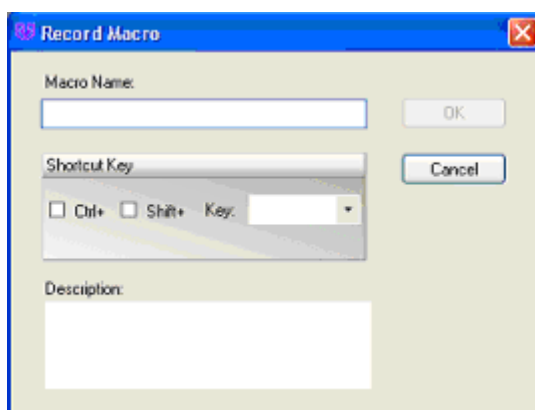 Record Macro
Macro Name:
OK
Shortcut Key
Cancel
Ctrl+ Shift+ Key:
Description: